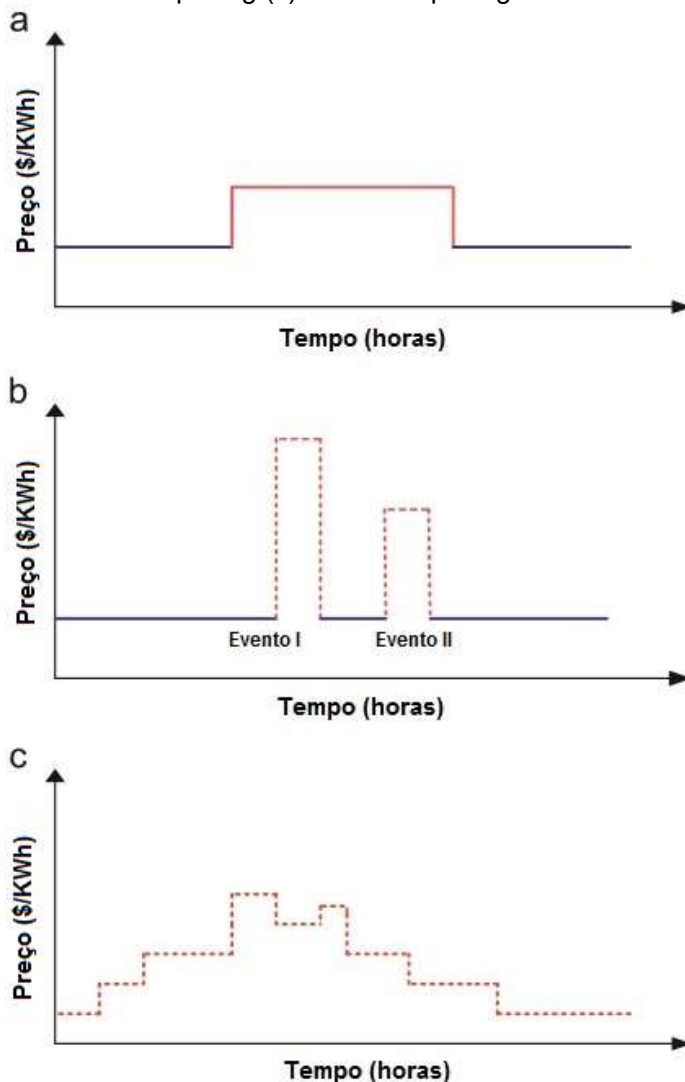 a
Preço ($/KWh)
Tempo (horas)
b
Preço ($/KWh)
Evento I
Evento II
Tempo (horas)
c
Preço ($/KWh)
Tempo (horas)